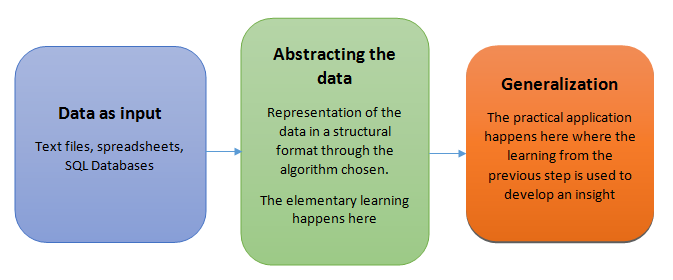 Data as input
Text files, spreadsheets,
SQL Databases
Abstracting the
data
Representation of the
data in a structural
format through the
algorithm chosen.
The elementary learning
happens here
Generalization
The practical application
happens here where the
learning from the
previous step is used to
develop an insight